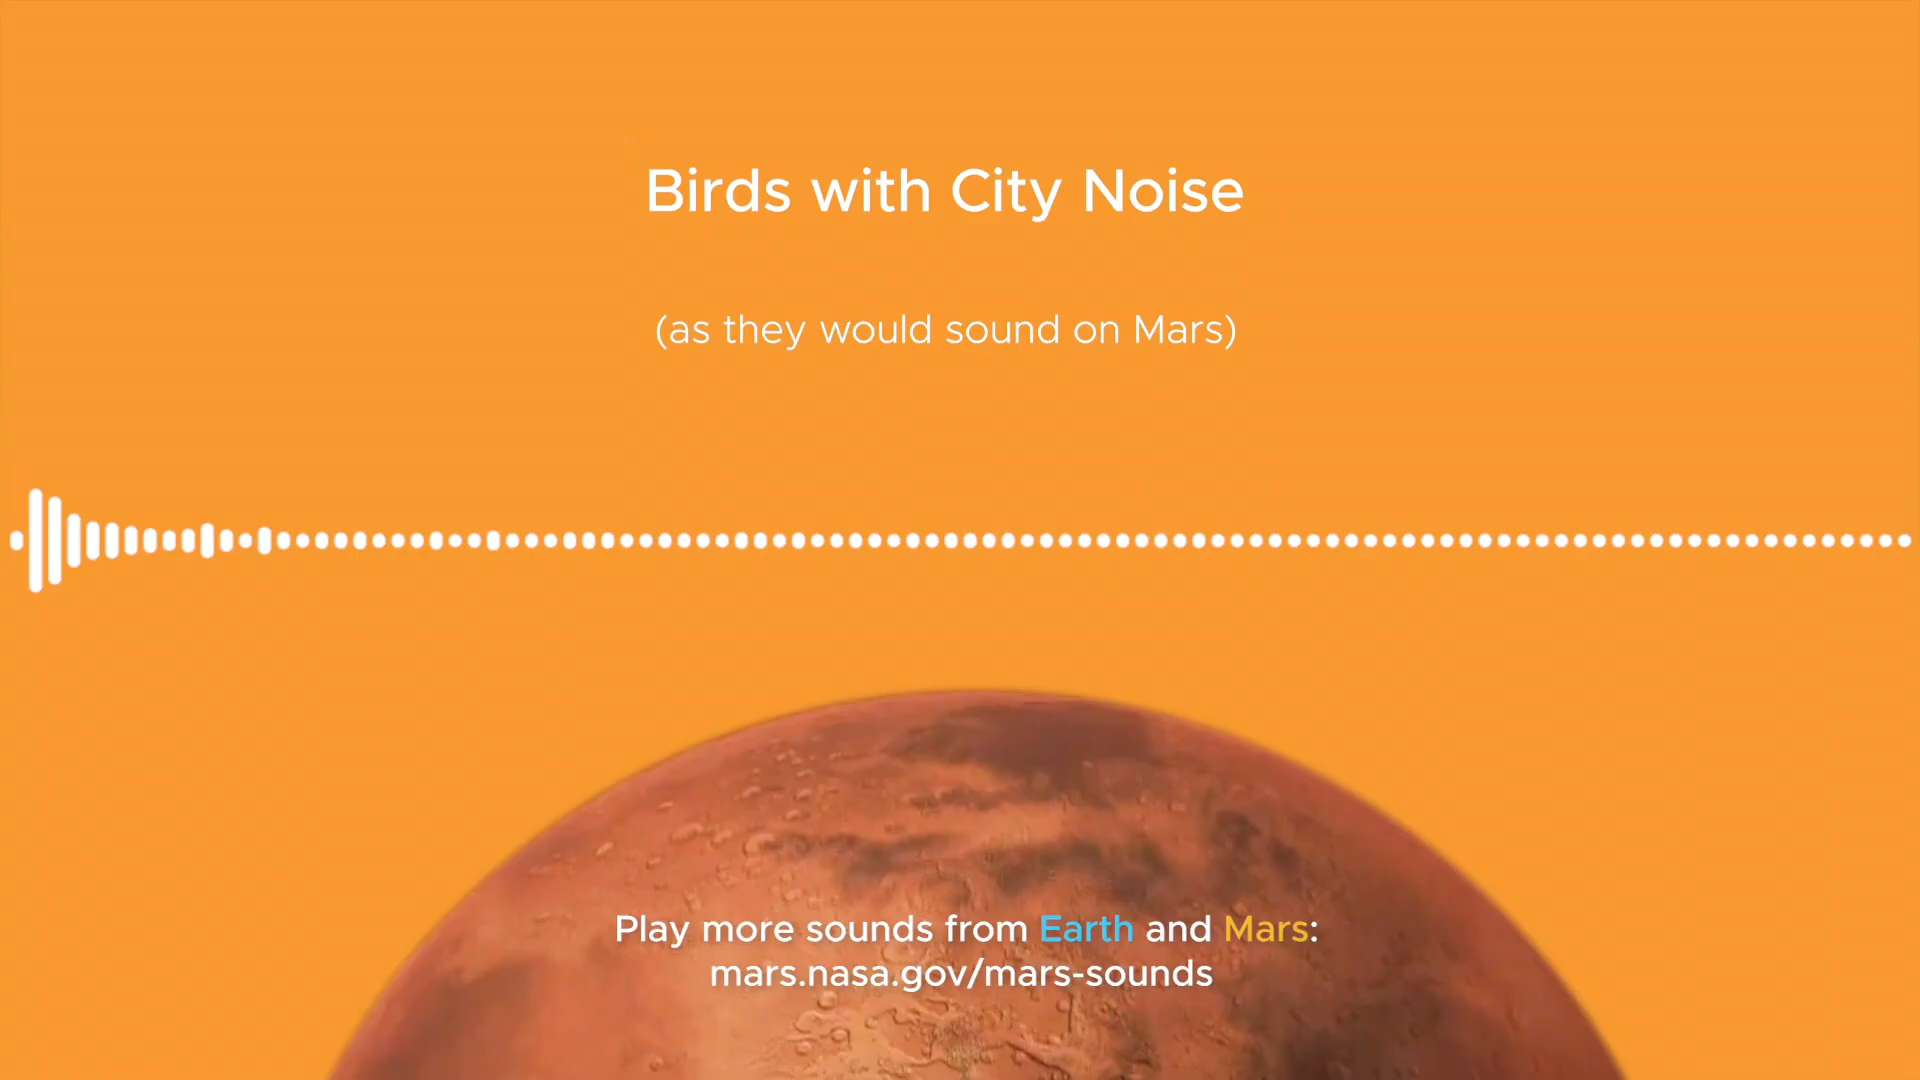 Birds with City Noise
(as they would sound on Mars)
Play more sounds from Earth and Mars:
mars.nasa.gov/mars-sounds